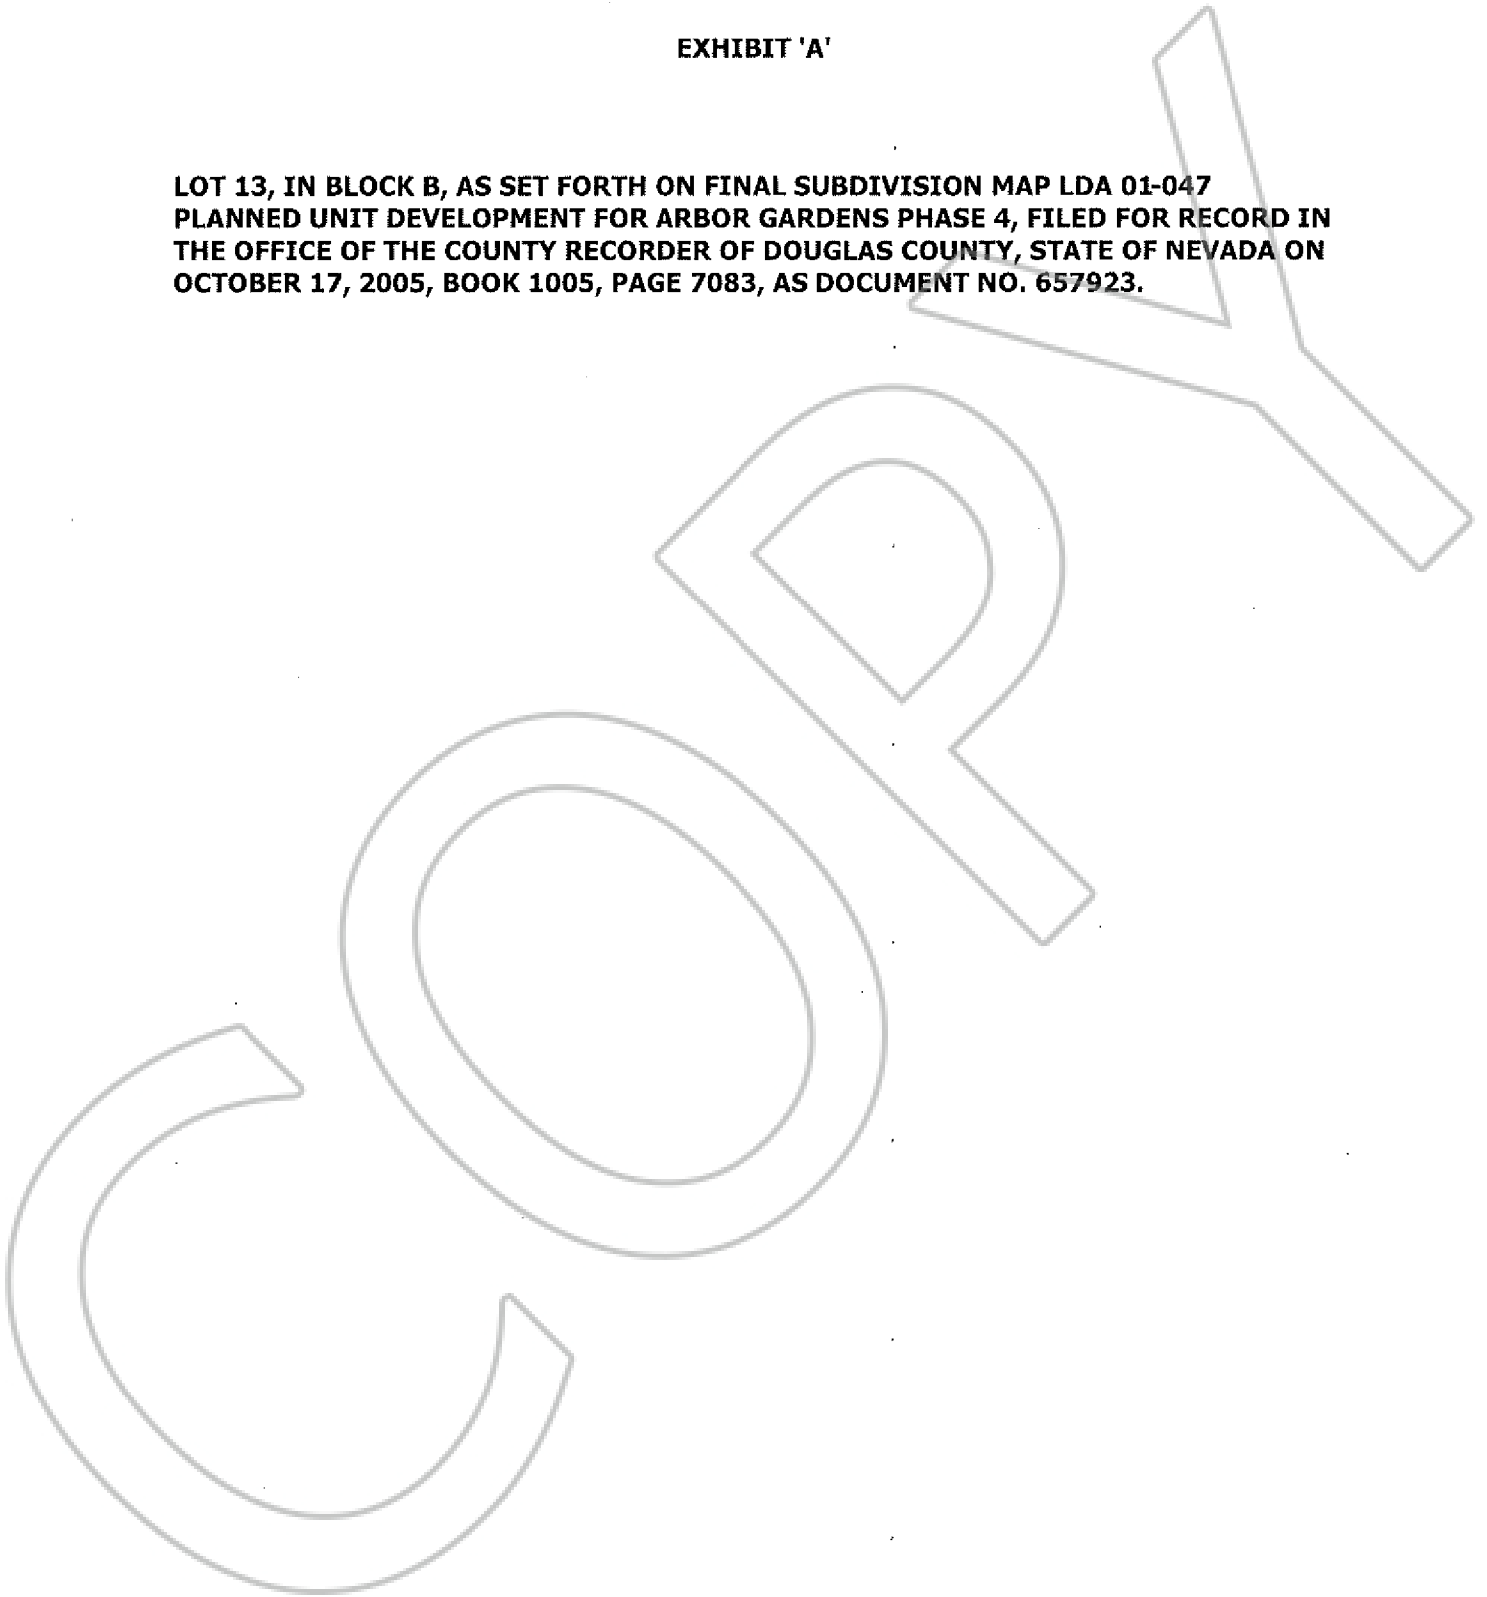 EXHIBIT 'A'
LOT 13, IN BLOCK B, AS SET FORTH ON FINAL SUBDIVISION MAP LDA 01-047
PLANNED UNIT DEVELOPMENT FOR ARBOR GARDENS PHASE 4, FILED FOR RECORD IN
THE OFFICE OF THE COUNTY RECORDER OF DOUGLAS COUNTY, STATE OF NEVADA ON
OCTOBER 17, 2005, BOOK 1005, PAGE 7083, AS DOCUMENT NO. 657923.
COPY